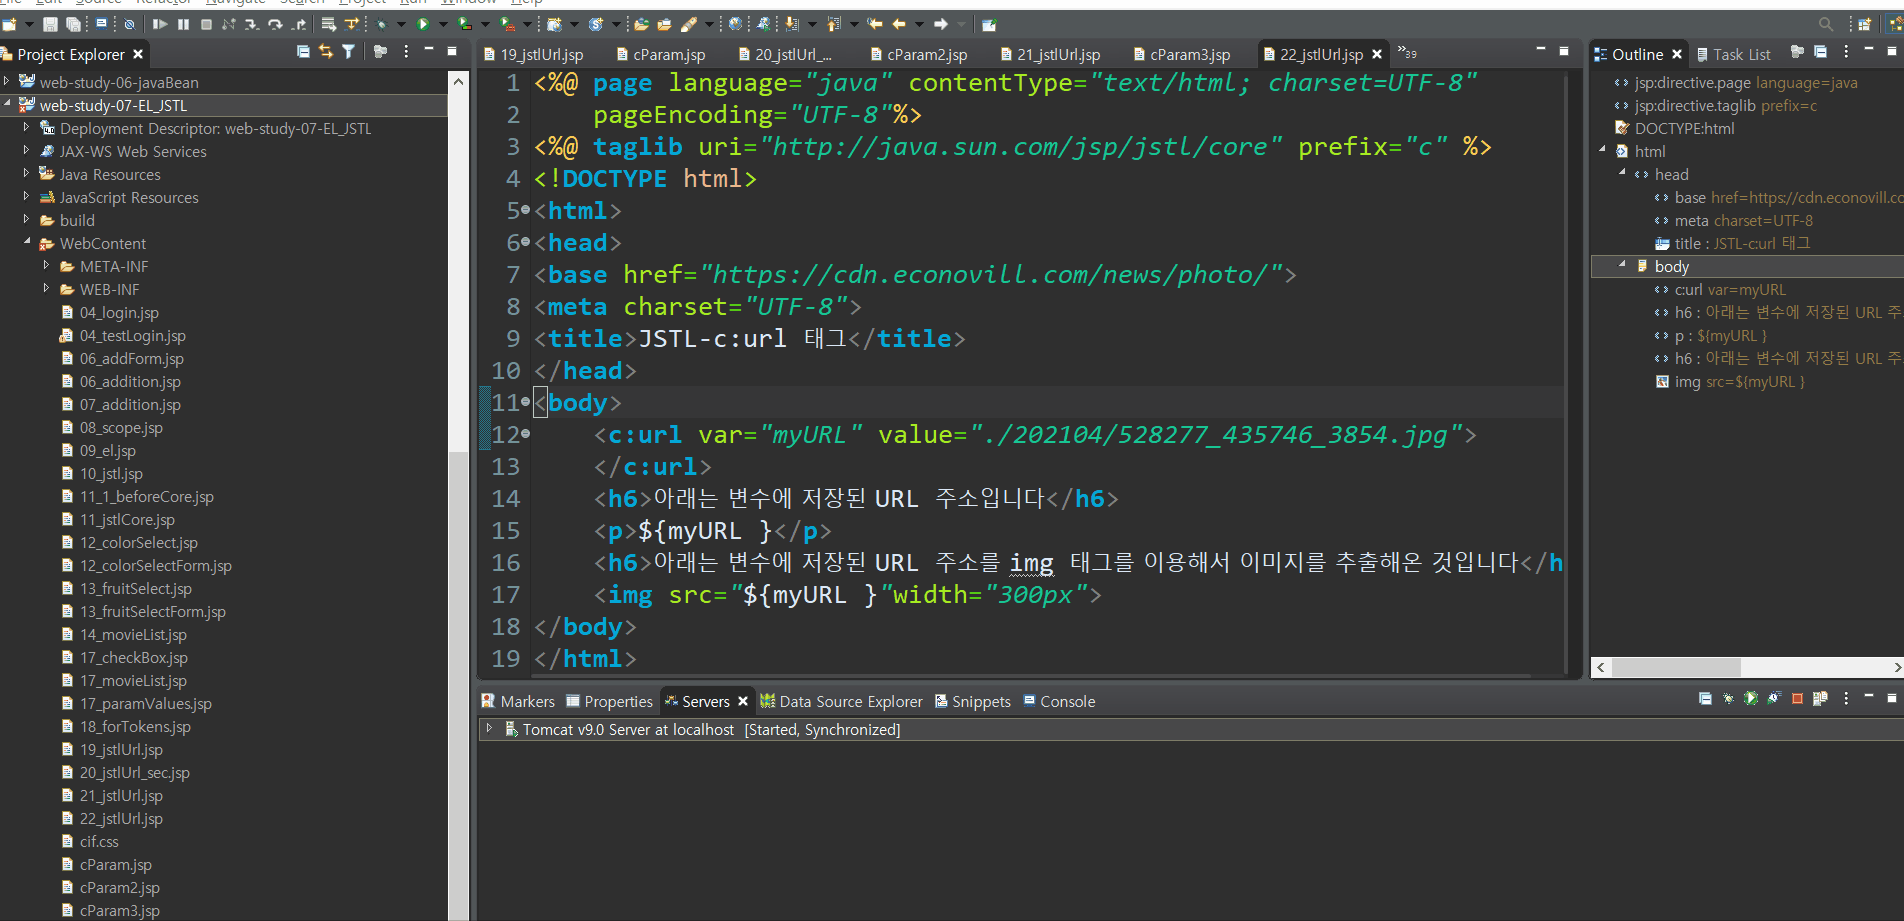 File Edit Source Refactor Navigate Search Project Run Window Help
Project Explorer
web-study-06-javaBean
web-study-07-EL_JSTL
Deployment Descriptor: web-study-07-EL_JSTL
JAX-WS Web Services
Java Resources
JavaScript Resources
build
WebContent
META-INF
WEB-INF
04_login.jsp
04_testLogin.jsp
06_addForm.jsp
06_addition.jsp
07_addition.jsp
08_scope.jsp
09_el.jsp
10_jstl.jsp
11_1_beforeCore.jsp
11_jstlCore.jsp
12_colorSelect.jsp
12_colorSelectForm.jsp
13_fruitSelect.jsp
13_fruitSelectForm.jsp
14_movieList.jsp
17_checkBox.jsp
17_movieList.jsp
17_paramValues.jsp
18_forTokens.jsp
19_jstlUrl.jsp
20_jstlUrl_sec.jsp
21_jstlUrl.jsp
22_jstlUrl.jsp
cif.css
cParam.jsp
cParam2.jsp
cParam3.jsp
19_jstlUrl.jsp cParam.jsp 20_jstlUrl_... cParam2.jsp 21_jstlUrl.jsp cParam3.jsp 22_jstlUrl.jsp »39
1 <%@ page language="java" contentType="text/html; charset=UTF-8"
2 pageEncoding="UTF-8"%>
3 <%@ taglib uri="http://java.sun.com/jsp/jstl/core" prefix="c" %>
4 <!DOCTYPE html>
5 <html>
6 <head>
7 <base href="https://cdn.econovill.com/news/photo/">
8 <meta charset="UTF-8">
9 <title>JSTL-c:url 태그</title>
10 </head>
11 <body>
12 <c:url var="myURL" value="./202104/528277_435746_3854.jpg">
13 </c:url>
14 <h6>아래는 변수에 저장된 URL 주소입니다</h6>
15 <p>${myURL }</p>
16 <h6>아래는 변수에 저장된 URL 주소를 img 태그를 이용해서 이미지를 추출해온 것입니다</h
17 <img src="${myURL }"width="300px">
18 </body>
19 </html>
Markers Properties Servers Data Source Explorer Snippets Console
Tomcat v9.0 Server at localhost [Started, Synchronized]
Outline Task List
jsp:directive.page language=java
jsp:directive.taglib prefix=c
DOCTYPE:html
html
head
base href=https://cdn.econovill.co
meta charset=UTF-8
title : JSTL-c:url 태그
body
c:url var=myURL
h6 : 아래는 변수에 저장된 URL 주
p : ${myURL }
h6 : 아래는 변수에 저장된 URL 주
img src=${myURL }